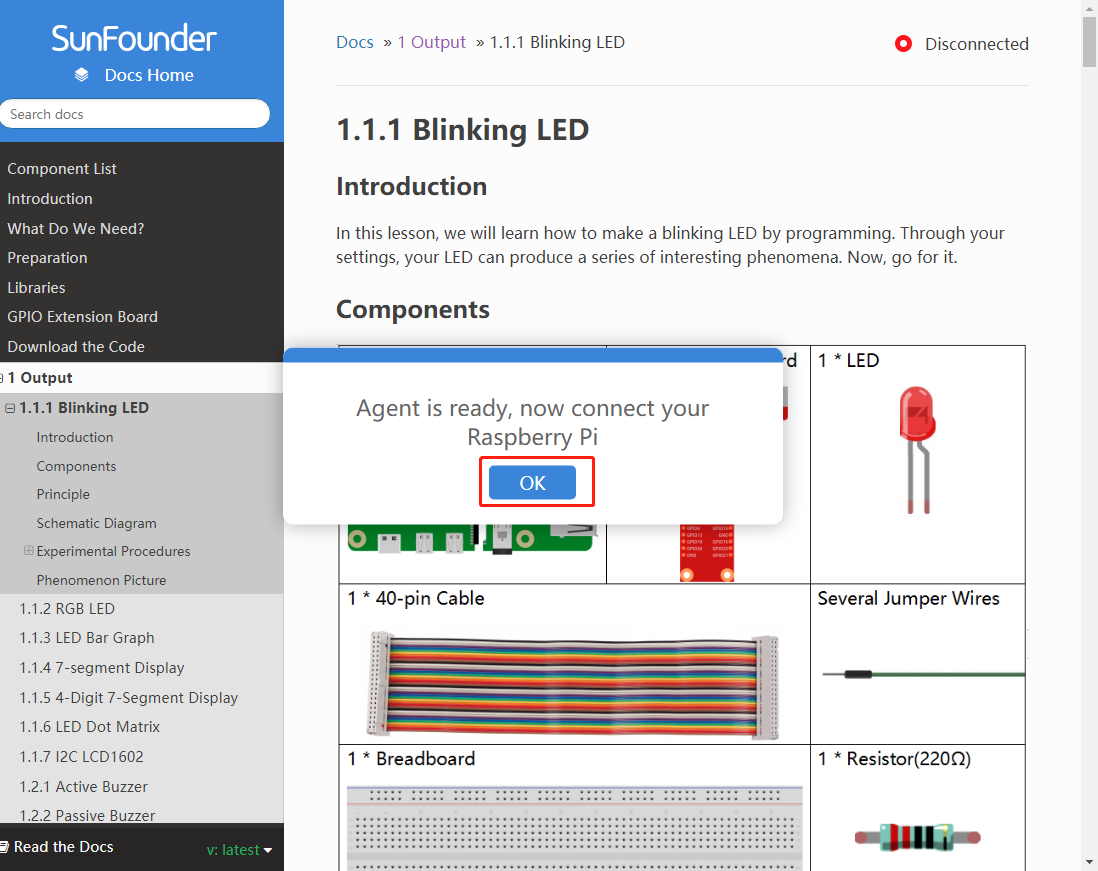 SunFounder
Docs Home
Search docs
Component List
Introduction
What Do We Need?
Preparation
Libraries
GPIO Extension Board
Download the Code
1 Output
1.1.1 Blinking LED
Introduction
Components
Principle
Schematic Diagram
Experimental Procedures
Phenomenon Picture
1.1.2 RGB LED
1.1.3 LED Bar Graph
1.1.4 7-segment Display
1.1.5 4-Digit 7-Segment Display
1.1.6 LED Dot Matrix
1.1.7 I2C LCD1602
1.2.1 Active Buzzer
1.2.2 Passive Buzzer
Read the Docs
v: latest
Docs » 1 Output » 1.1.1 Blinking LED
Disconnected
1.1.1 Blinking LED
Introduction
In this lesson, we will learn how to make a blinking LED by programming. Through your
settings, your LED can produce a series of interesting phenomena. Now, go for it.
Components
1 * LED
Agent is ready, now connect your
Raspberry Pi
OK
1 * 40-pin Cable
Several Jumper Wires
1 * Breadboard
1 * Resistor(220Ω)